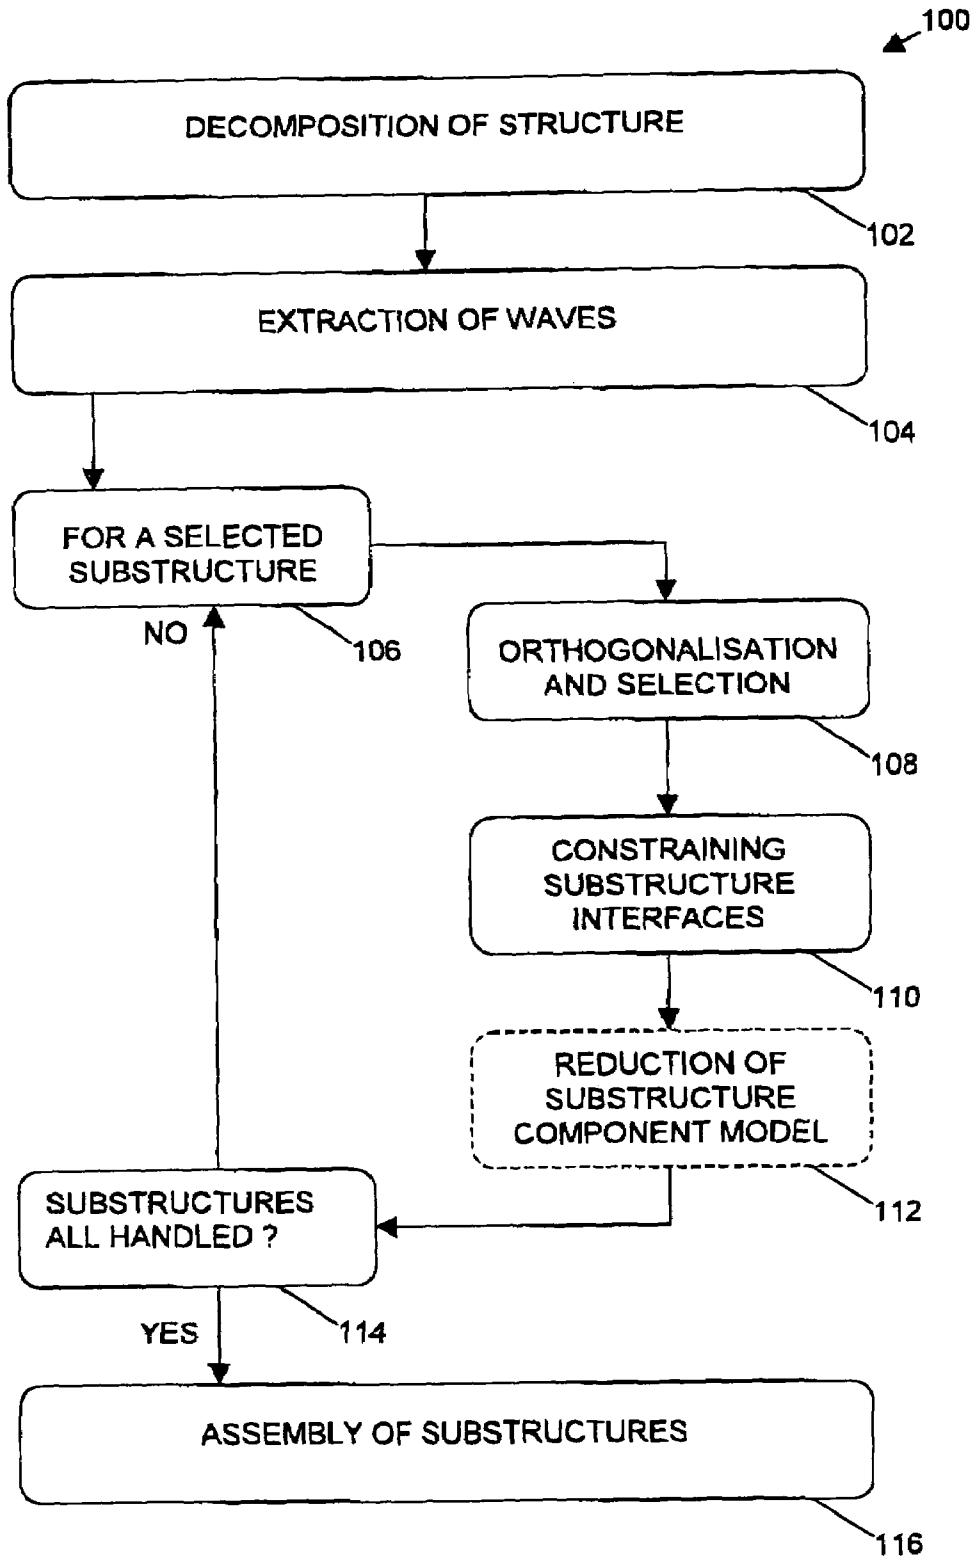 100
DECOMPOSITION OF STRUCTURE
102
EXTRACTION OF WAVES
104
FOR A SELECTED
SUBSTRUCTURE
NO
106
ORTHOGONALISATION
AND SELECTION
108
CONSTRAINING
SUBSTRUCTURE
INTERFACES
110
REDUCTION OF
SUBSTRUCTURE
COMPONENT MODEL
112
SUBSTRUCTURES
ALL HANDLED ?
114
YES
ASSEMBLY OF SUBSTRUCTURES
116